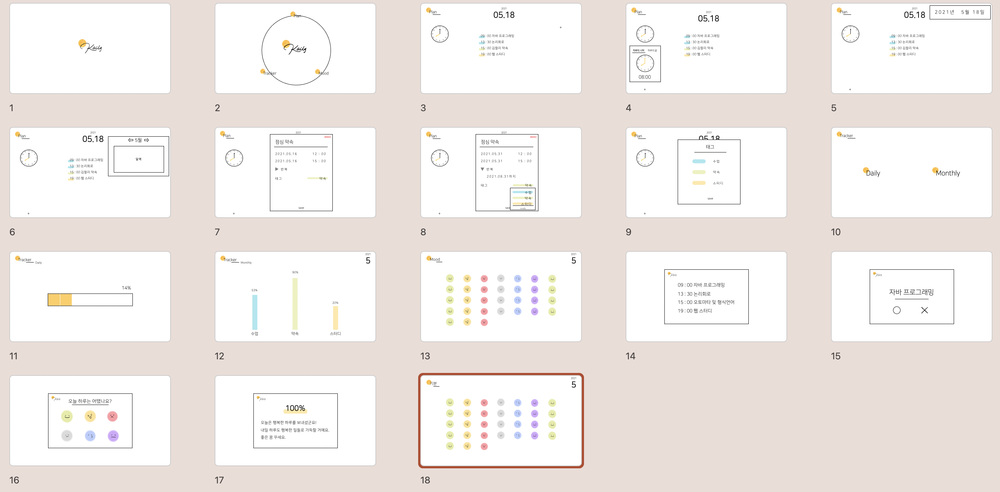 Kaily
1
Plan
Kaily
Tracker
Mood
2
Plan
2021
05.18
09 : 00 자바 프로그래밍
13 : 30 논리회로
15 : 00 김칼리 약속
19 : 00 웹 스터디
+
3
Plan
2021
05.18
09 : 00 자바 프로그래밍
13 : 30 논리회로
15 : 00 김칼리 약속
19 : 00 웹 스터디
하루의 시작 하루의 끝
08:00
+
4
Plan
2021
05.18
2021년 5월 18일
09 : 00 자바 프로그래밍
13 : 30 논리회로
15 : 00 김칼리 약속
19 : 00 웹 스터디
+
5
Plan
2021
05.18
5월
달력
09 : 00 자바 프로그래밍
13 : 30 논리회로
15 : 00 김칼리 약속
19 : 00 웹 스터디
+
6
Plan
2021
delete
점심 약속
2021.05.16 12 : 00
2021.05.16 15 : 00
반복
태그 약속
save
+
7
Plan
2021
delete
점심 약속
2021.05.31 12 : 00
2021.05.31 15 : 00
반복
2021.08.31까지
태그 약속
수업
약속
스터디
save
modify
+
8
Plan
2021
05.18
태그
수업
약속
스터디
save
+
9
Tracker
Daily
Monthly
10
Tracker Daily
14%
11
Tracker Monthly
2021
5
53%
90%
20%
수업
약속
스터디
12
Mood
2021
5
13
Kaily
09 : 00 자바 프로그래밍
13 : 30 논리회로
15 : 00 오토마타 및 형식언어
19 : 00 웹 스터디
14
Kaily
자바 프로그래밍
15
Kaily
오늘 하루는 어땠나요?
16
Kaily
100%
오늘은 행복한 하루를 보내셨군요!
내일 하루도 행복한 일들로 가득할 거예요.
좋은 꿈 꾸세요.
17
기분
2021
5
18